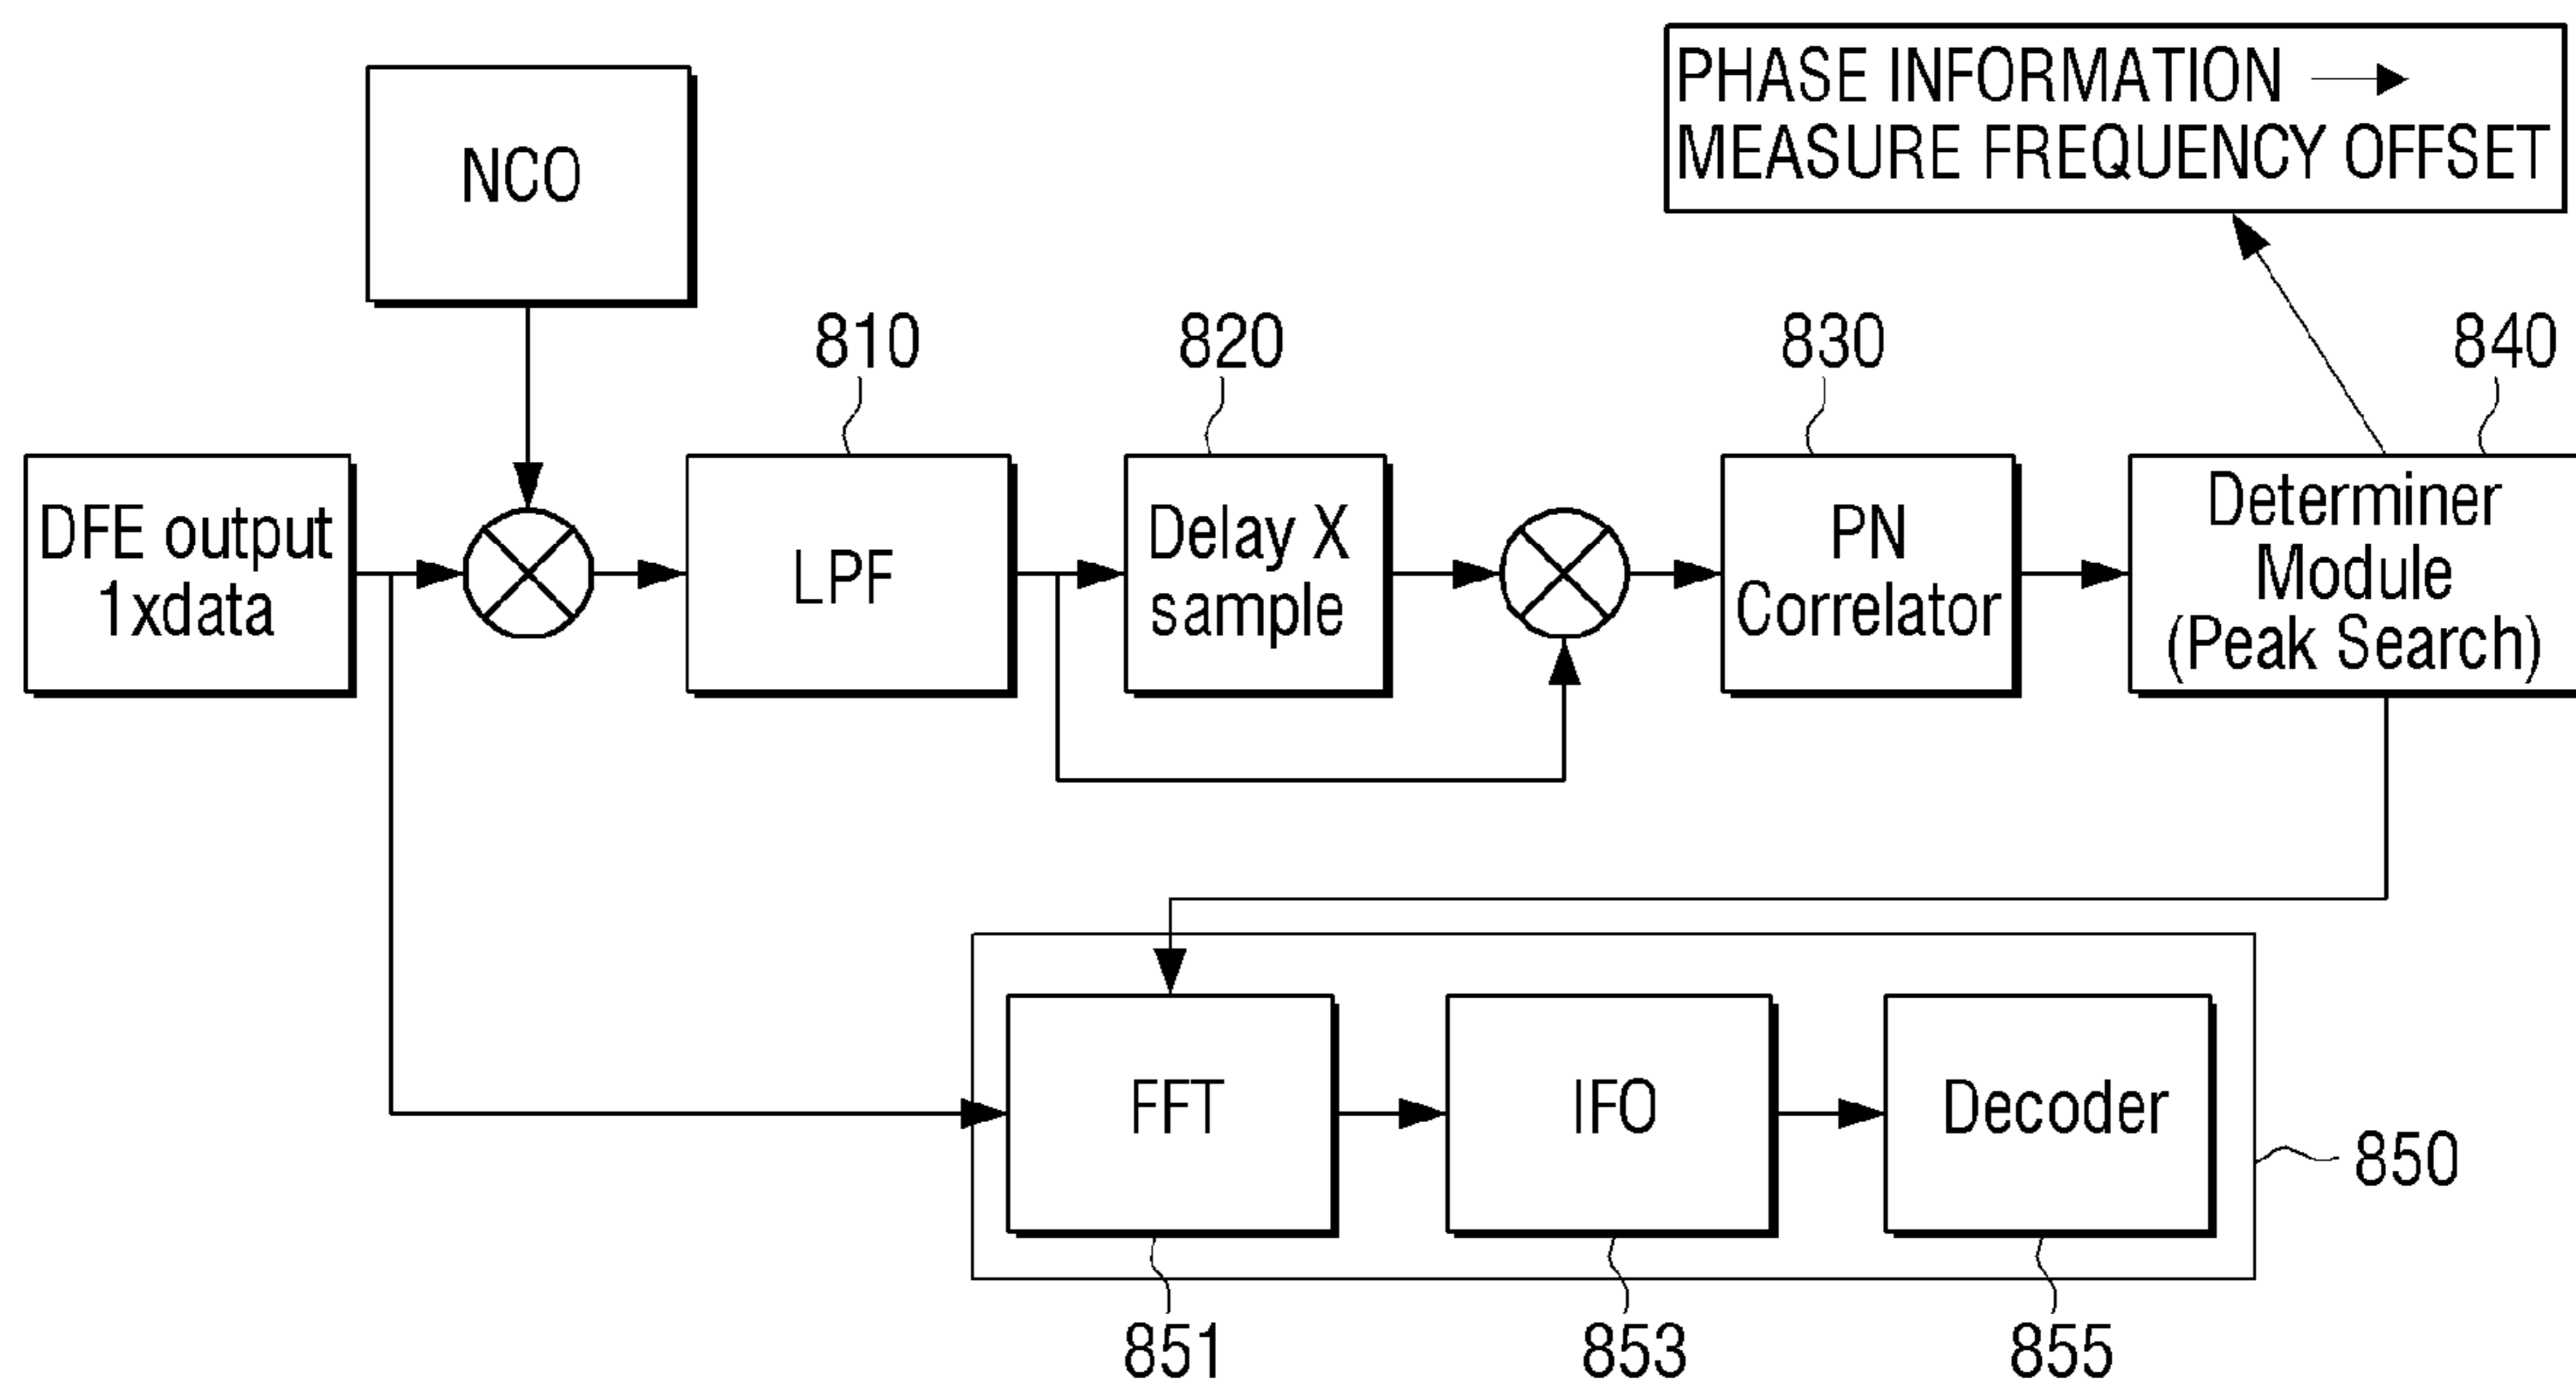 PHASE INFORMATION →
MEASURE FREQUENCY OFFSET
NCO
810
820
830
840
DFE output
1xdata
LPF
Delay X
sample
PN
Correlator
Determiner
Module
(Peak Search)
FFT
IFO
Decoder
850
851
853
855